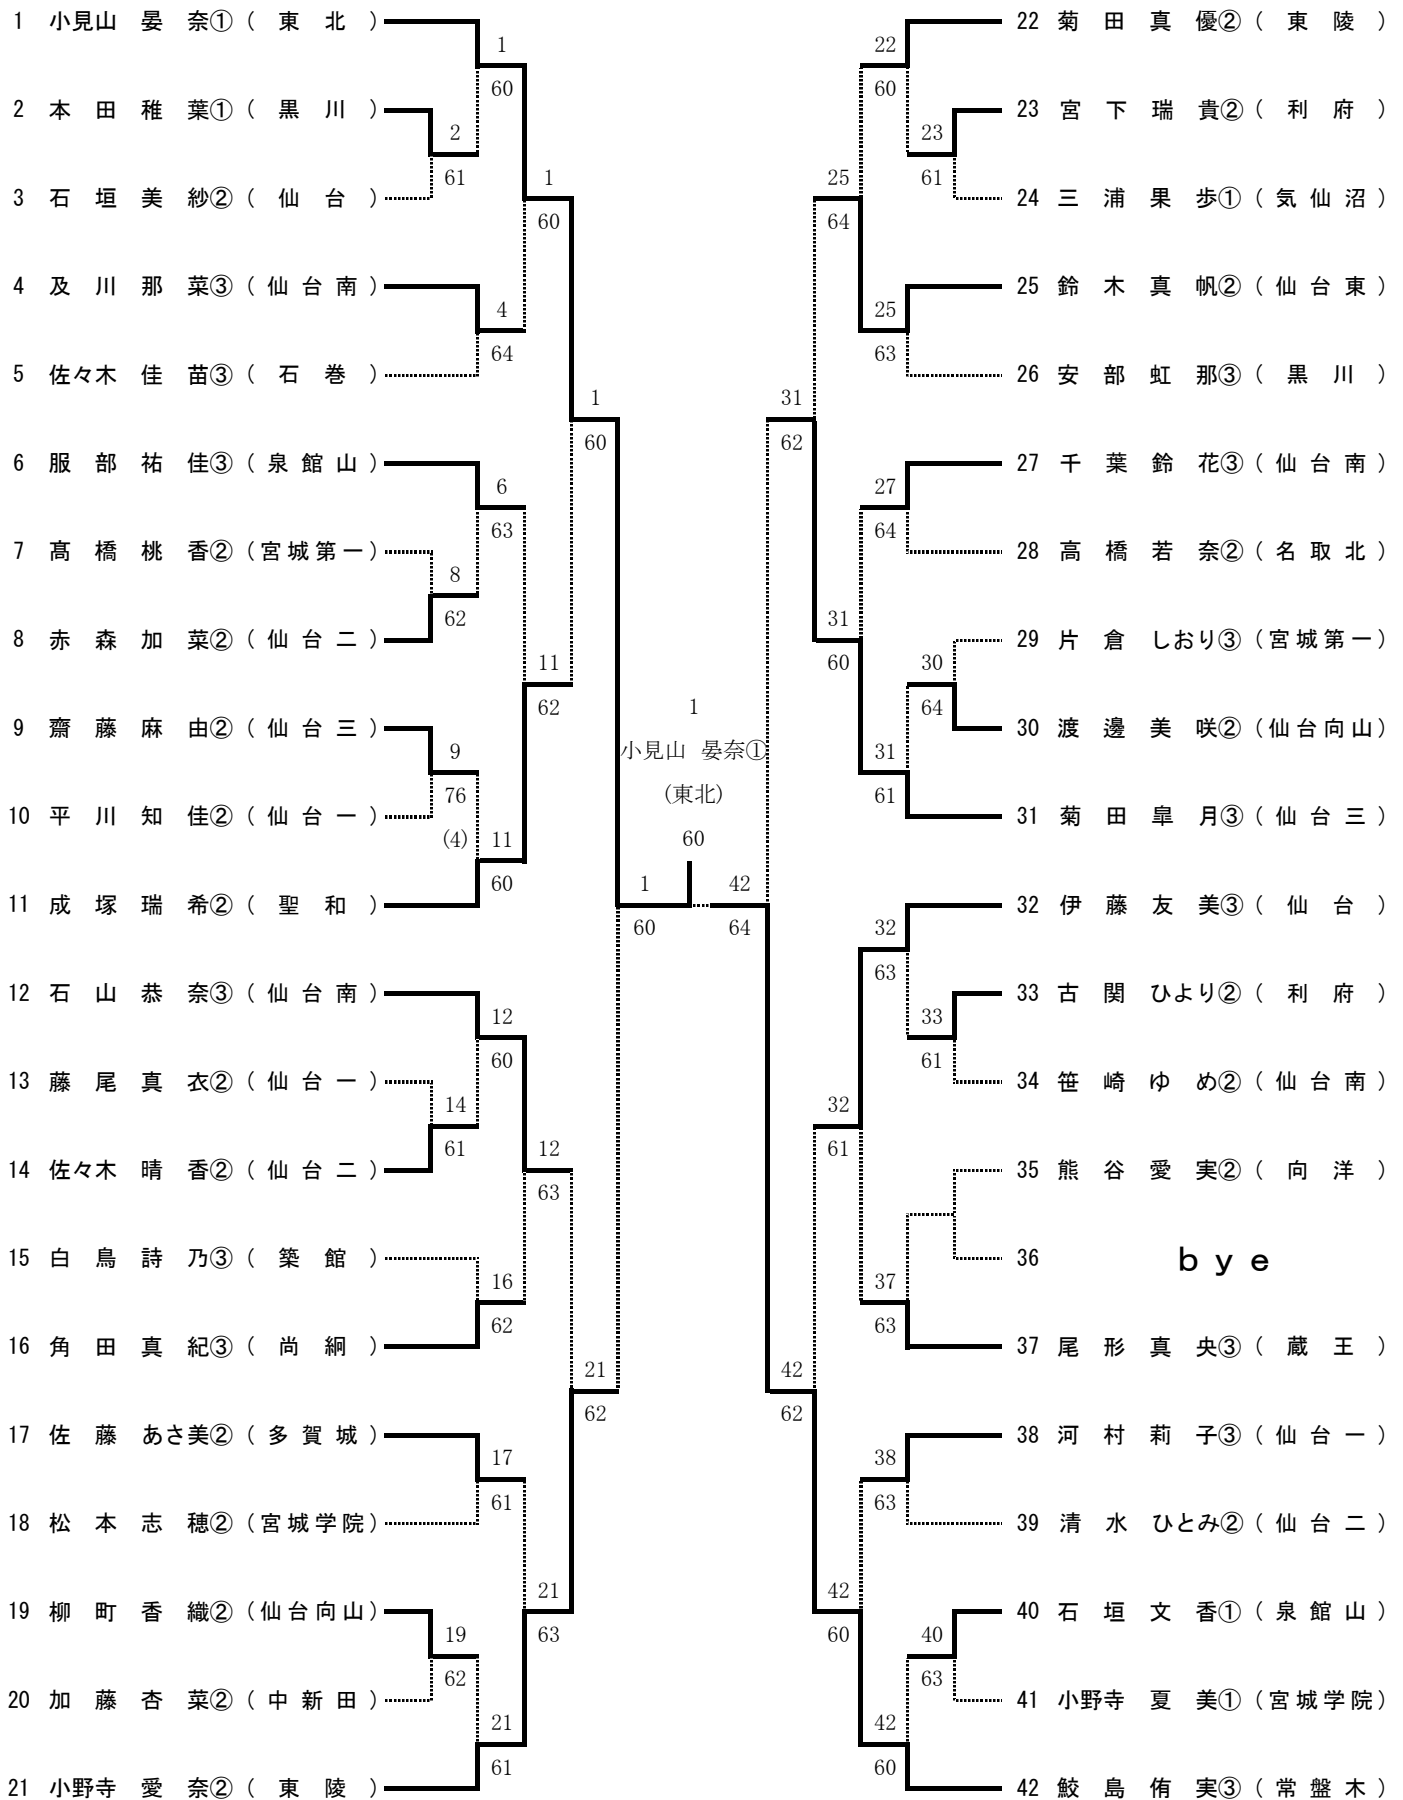 1 小見山 晏 奈① ( 東 北 )
2 本 田 稚 葉① ( 黒 川 )
3 石 垣 美 紗② ( 仙 台 )
4 及 川 那 菜③ ( 仙 台 南 )
5 佐々木 佳 苗③ ( 石 巻 )
6 服 部 祐 佳③ ( 泉 館 山 )
7 髙 橋 桃 香② ( 宮 城 第 一 )
8 赤 森 加 菜② ( 仙 台 二 )
9 齋 藤 麻 由② ( 仙 台 三 )
10 平 川 知 佳② ( 仙 台 一 )
11 成 塚 瑞 希② ( 聖 和 )
12 石 山 恭 奈③ ( 仙 台 南 )
13 藤 尾 真 衣② ( 仙 台 一 )
14 佐々木 晴 香② ( 仙 台 二 )
15 白 鳥 詩 乃③ ( 築 館 )
16 角 田 真 紀③ ( 尚 絅 )
17 佐 藤 あさ美② ( 多 賀 城 )
18 松 本 志 穂② ( 宮 城 学 院 )
19 柳 町 香 織② ( 仙 台 向 山 )
20 加 藤 杏 菜② ( 中 新 田 )
21 小野寺 愛 奈② ( 東 陵 )
2
61
8
62
9
76
(4)
14
61
19
62
1
60
4
64
6
63
11
60
12
60
16
62
17
61
21
61
1
60
11
62
12
63
21
63
1
60
21
62
1
60
1
小見山 晏奈①
(東北)
60
42
64
31
62
42
62
25
64
31
60
32
61
42
60
22
60
25
63
27
64
31
61
32
63
37
63
38
63
42
60
23
61
30
64
33
61
40
63
22 菊 田 真 優② ( 東 陵 )
23 宮 下 瑞 貴② ( 利 府 )
24 三 浦 果 歩① ( 気 仙 沼 )
25 鈴 木 真 帆② ( 仙 台 東 )
26 安 部 虹 那③ ( 黒 川 )
27 千 葉 鈴 花③ ( 仙 台 南 )
28 高 橋 若 奈② ( 名 取 北 )
29 片 倉 しおり③ ( 宮 城 第 一 )
30 渡 邊 美 咲② ( 仙 台 向 山 )
31 菊 田 皐 月③ ( 仙 台 三 )
32 伊 藤 友 美③ ( 仙 台 )
33 古 関 ひより② ( 利 府 )
34 笹 崎 ゆ め② ( 仙 台 南 )
35 熊 谷 愛 実② ( 向 洋 )
36 ｂｙｅ
37 尾 形 真 央③ ( 蔵 王 )
38 河 村 莉 子③ ( 仙 台 一 )
39 清 水 ひとみ② ( 仙 台 二 )
40 石 垣 文 香① ( 泉 館 山 )
41 小野寺 夏 美① ( 宮 城 学 院 )
42 鮫 島 侑 実③ ( 常 盤 木 )